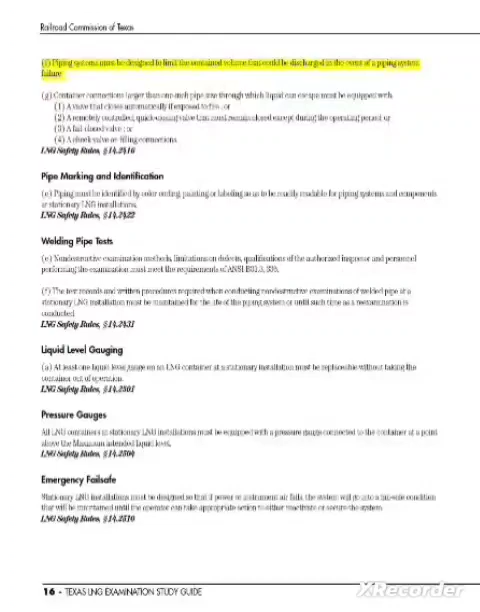 Railroad Commission of Texas
(f) Piping systems must be designed to limit the contained volume that could be discharged in the event of a piping system
failure
(g) Container connections larger than one-inch pipe size through which liquid can escape must be equipped with:
(1) A valve that closes automatically if exposed to fire; or
(2) A remotely controlled, quick-closing valve that must remain closed except during the operating period; or
(3) A fail-closed valve; or
(4) A check valve on filling connections.
LNG Safety Rules, §14.2416
Pipe Marking and Identification
(e) Piping must be identified by color coding, painting or labeling so as to be readily readable for piping systems and components
at stationary LNG installations.
LNG Safety Rules, §14.2422
Welding Pipe Tests
(e) Nondestructive examination methods, limitations on defects, qualifications of the authorized inspector and personnel
performing the examination must meet the requirements of ANSI B31.3, 336.
(f) The test records and written procedures required when conducting nondestructive examinations of welded pipe at a
stationary LNG installation must be maintained for the life of the piping system or until such time as a reexamination is
conducted.
LNG Safety Rules, §14.2431
Liquid Level Gauging
(a) At least one liquid level gauge on an LNG container at a stationary installation must be replaceable without taking the
container out of operation.
LNG Safety Rules, §14.2501
Pressure Gauges
All LNG containers at stationary LNG installations must be equipped with a pressure gauge connected to the container at a point
above the Maximum intended liquid level.
LNG Safety Rules, §14.2504
Emergency Failsafe
Stationary LNG installations must be designed so that if power or instrument air fails, the system will go into a fail-safe condition
that will be maintained until the operator can take appropriate action to either reactivate or secure the system.
LNG Safety Rules, §14.2510
16 - TEXAS LNG EXAMINATION STUDY GUIDE
XRecorder